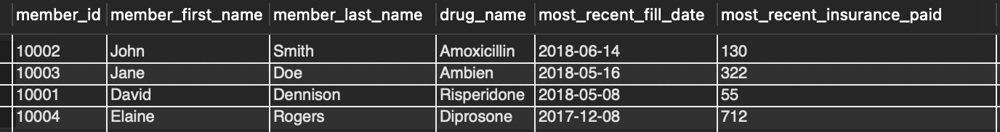 member_id member_first_name member_last_name drug_name most_recent_fill_date most_recent_insurance_paid
10002 John Smith Amoxicillin 2018-06-14 130
10003 Jane Doe Ambien 2018-05-16 322
10001 David Dennison Risperidone 2018-05-08 55
10004 Elaine Rogers Diprosone 2017-12-08 712